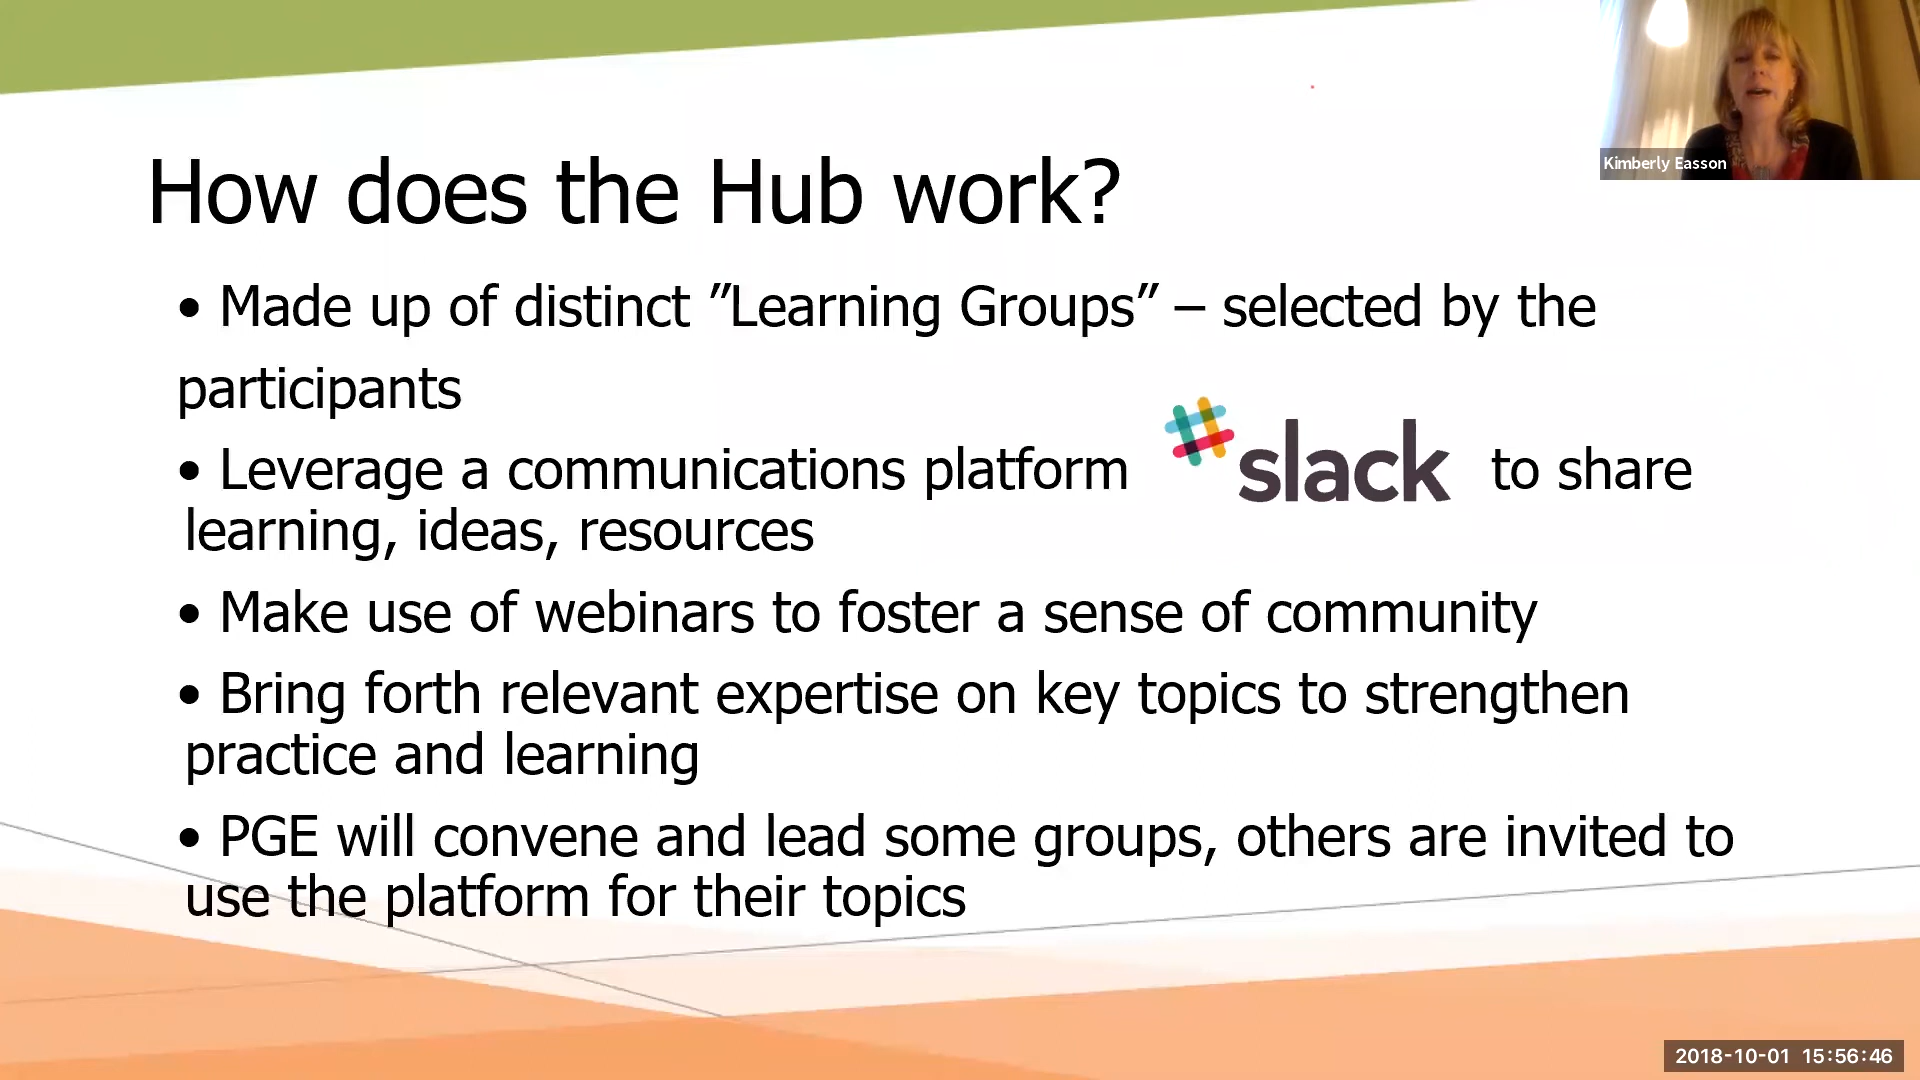 Kimberly Easson
How does the Hub work?
• Made up of distinct ”Learning Groups” – selected by the
participants
• Leverage a communications platform slack to share
learning, ideas, resources
• Make use of webinars to foster a sense of community
• Bring forth relevant expertise on key topics to strengthen
practice and learning
• PGE will convene and lead some groups, others are invited to
use the platform for their topics
2018-10-01 15:56:46